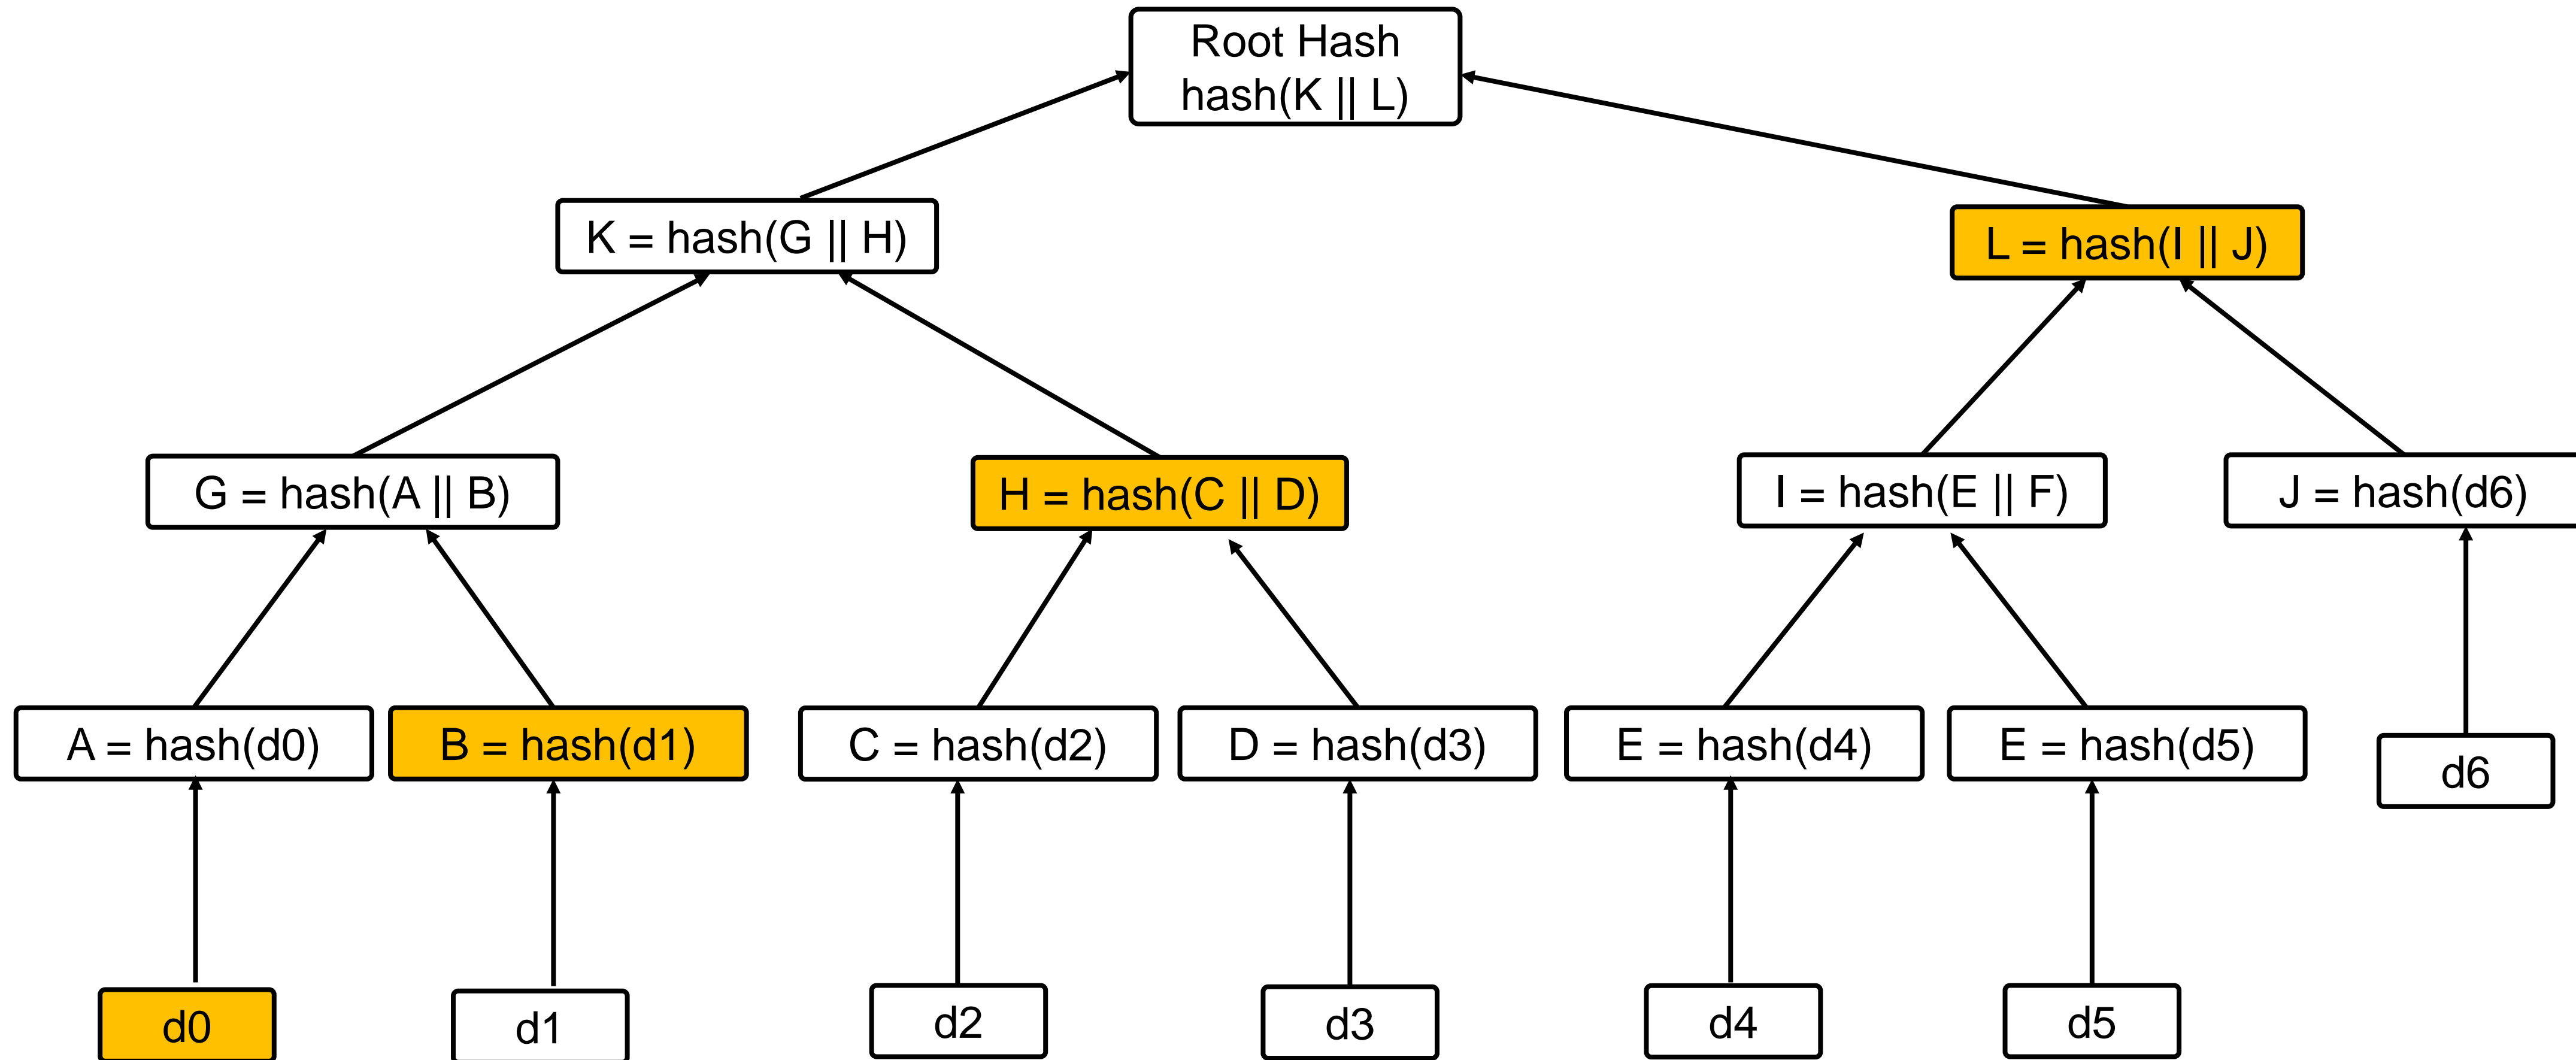 Root Hash
hash(K || L)
K = hash(G || H)
L = hash(I || J)
G = hash(A || B)
H = hash(C || D)
I = hash(E || F)
J = hash(d6)
A = hash(d0)
B = hash(d1)
C = hash(d2)
D = hash(d3)
E = hash(d4)
E = hash(d5)
d6
d0
d1
d2
d3
d4
d5